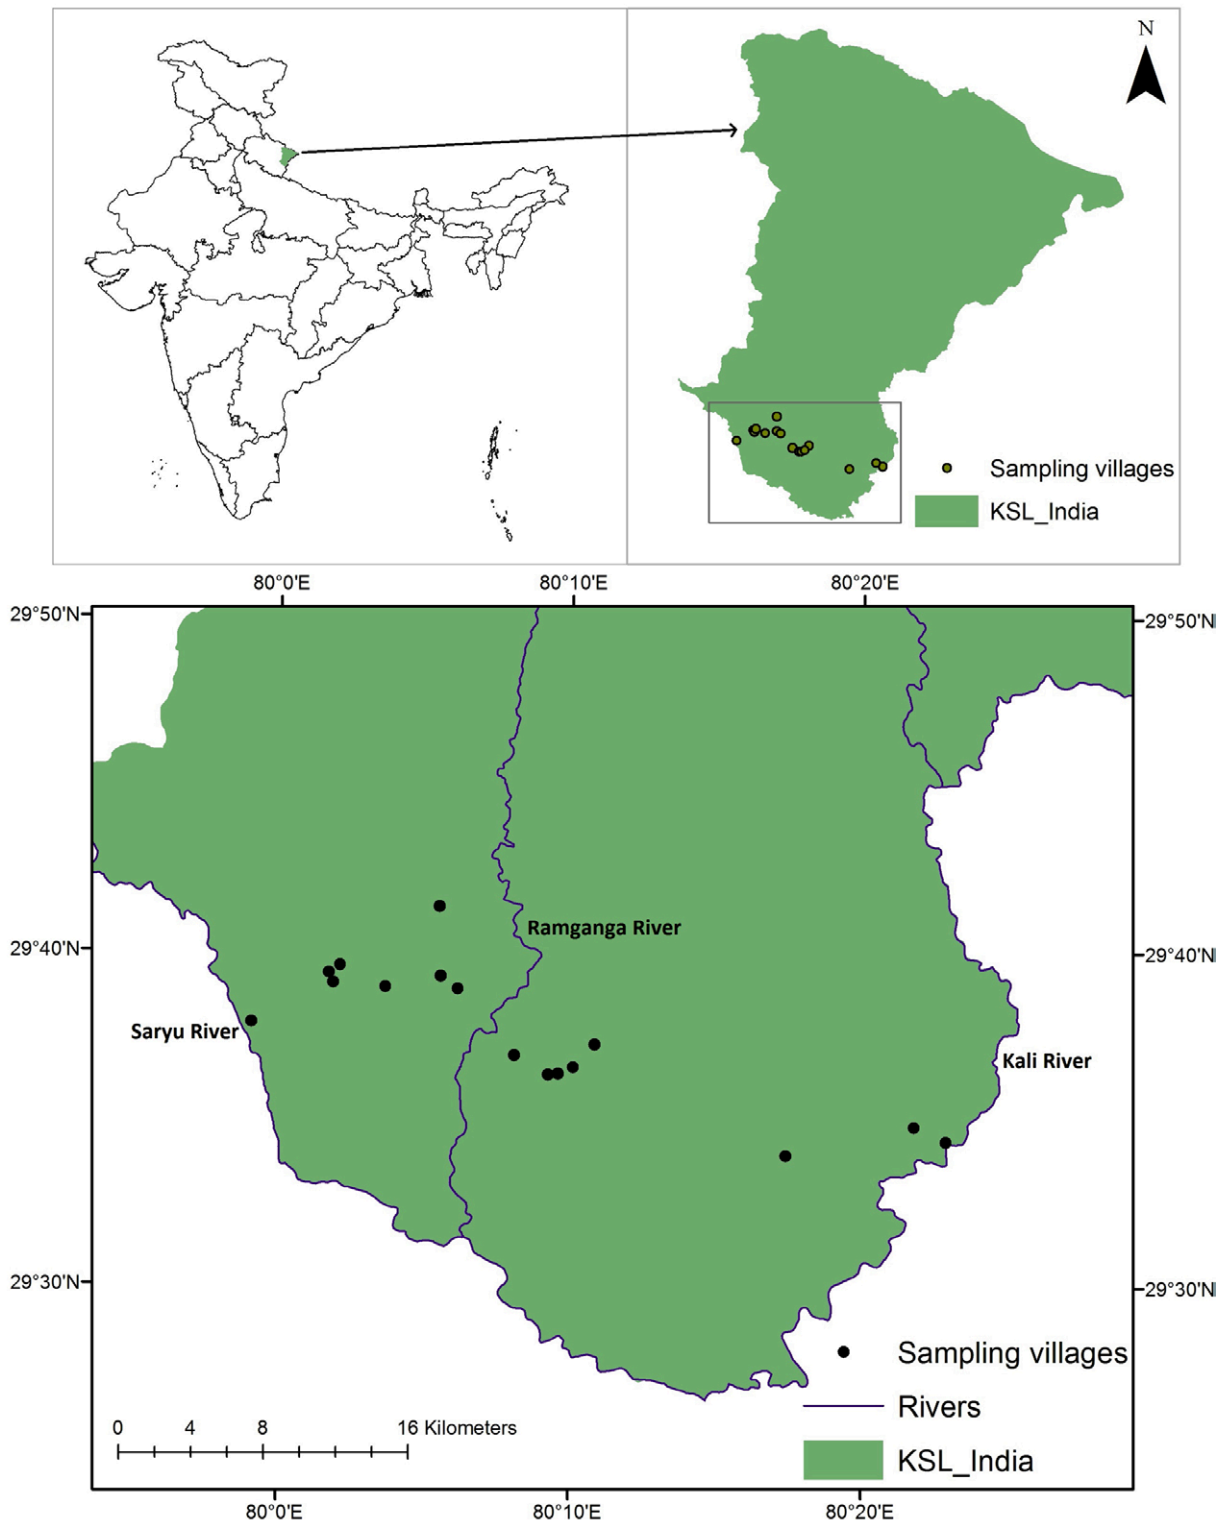 N
Sampling villages
KSL_India
80°0'E 80°10'E 80°20'E
29°50'N 29°50'N
Ramganga River
29°40'N 29°40'N
Saryu River
Kali River
29°30'N 29°30'N
Sampling villages
Rivers
KSL_India
0 4 8 16 Kilometers
80°0'E 80°10'E 80°20'E